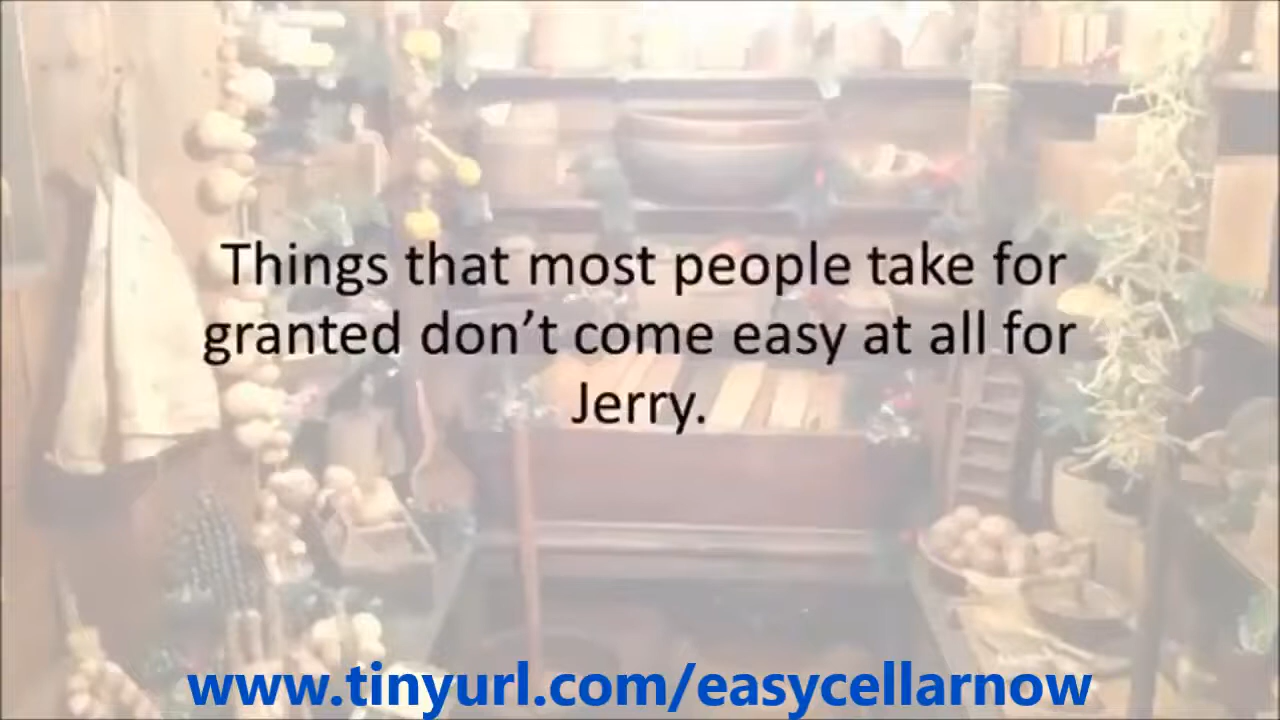 Things that most people take for
granted don’t come easy at all for
Jerry.
www.tinyurl.com/easycellarnow